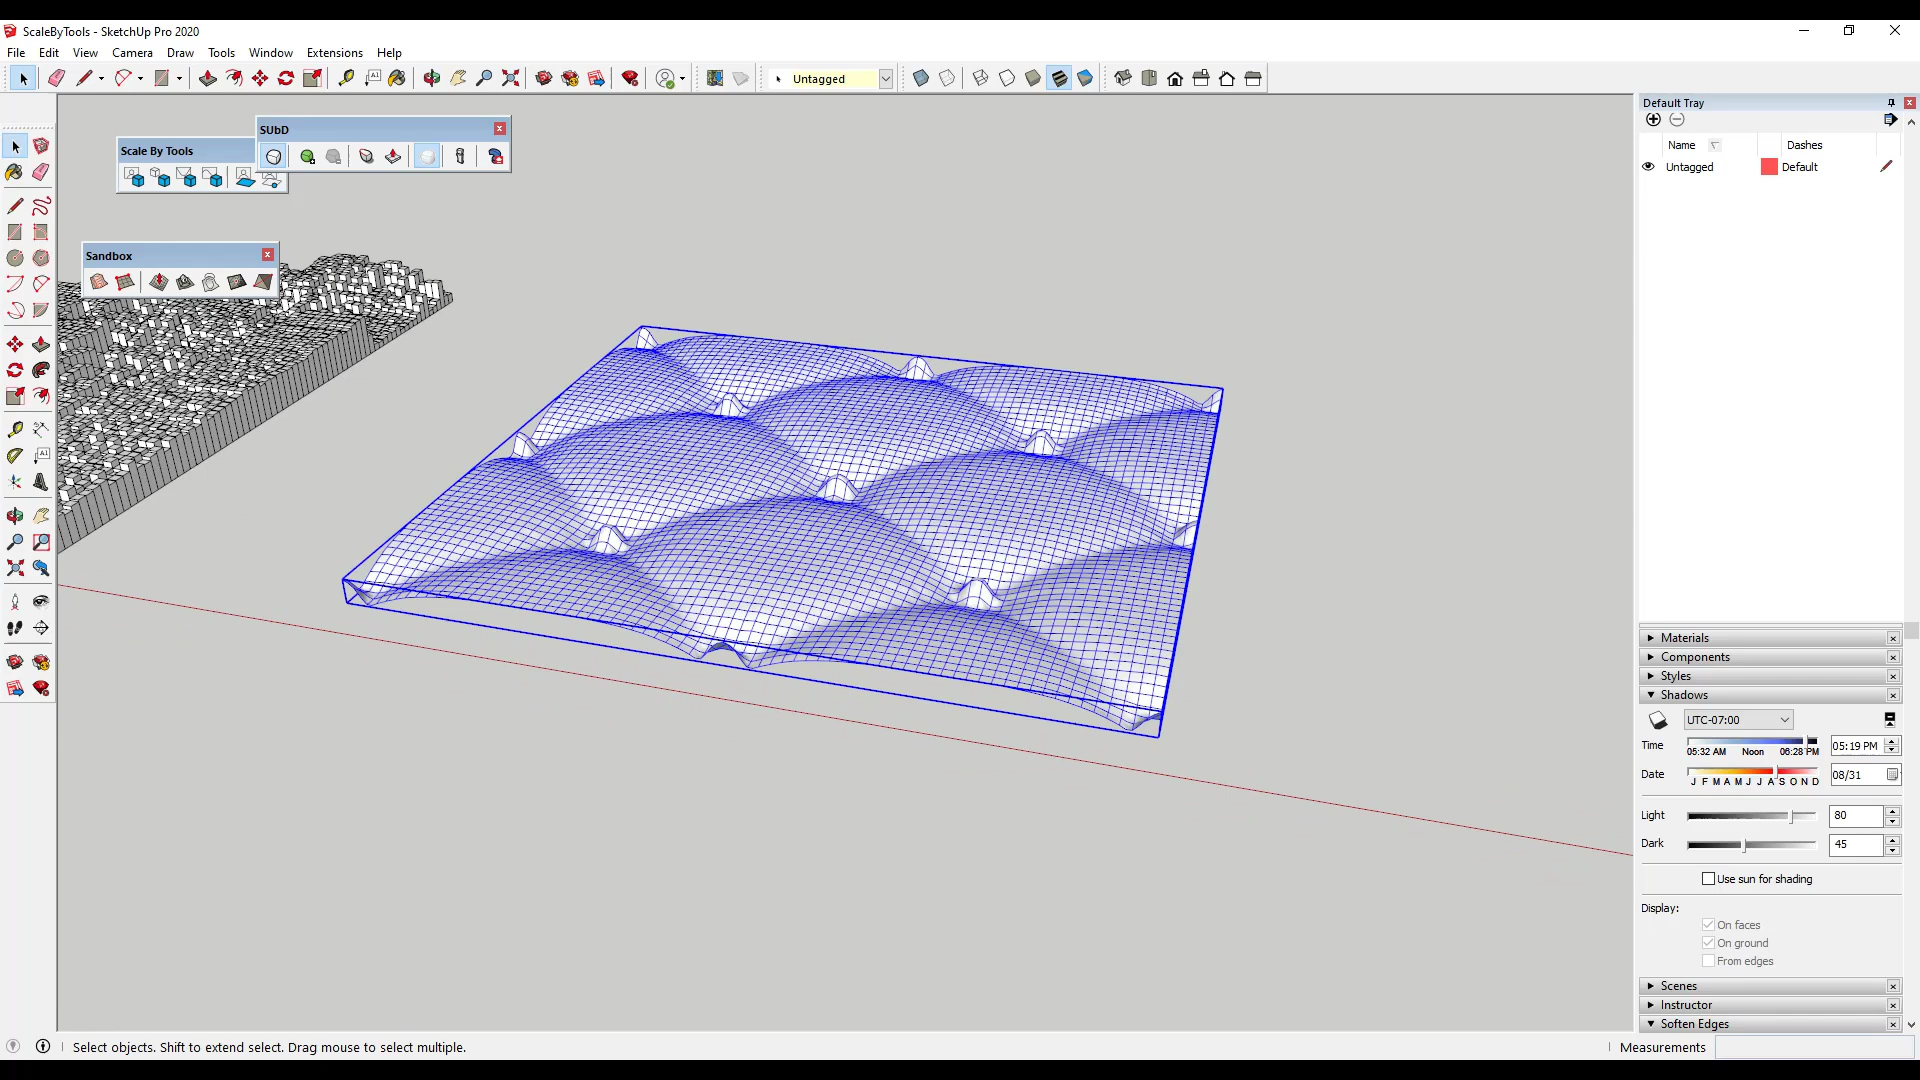 ScaleByTools - SketchUp Pro 2020
File Edit View Camera Draw Tools Window Extensions Help
A1
Untagged
Default Tray
Name Dashes
Untagged Default
SUbD
Scale By Tools
Sandbox
A1
Materials
Components
Styles
Shadows
UTC-07:00
Time 05:32 AM Noon 06:28 PM 05:19 PM
Date J F M A M J J A S O N D 08/31
Light 80
Dark 45
Use sun for shading
Display:
On faces
On ground
From edges
Scenes
Instructor
Soften Edges
Select objects. Shift to extend select. Drag mouse to select multiple.
Measurements